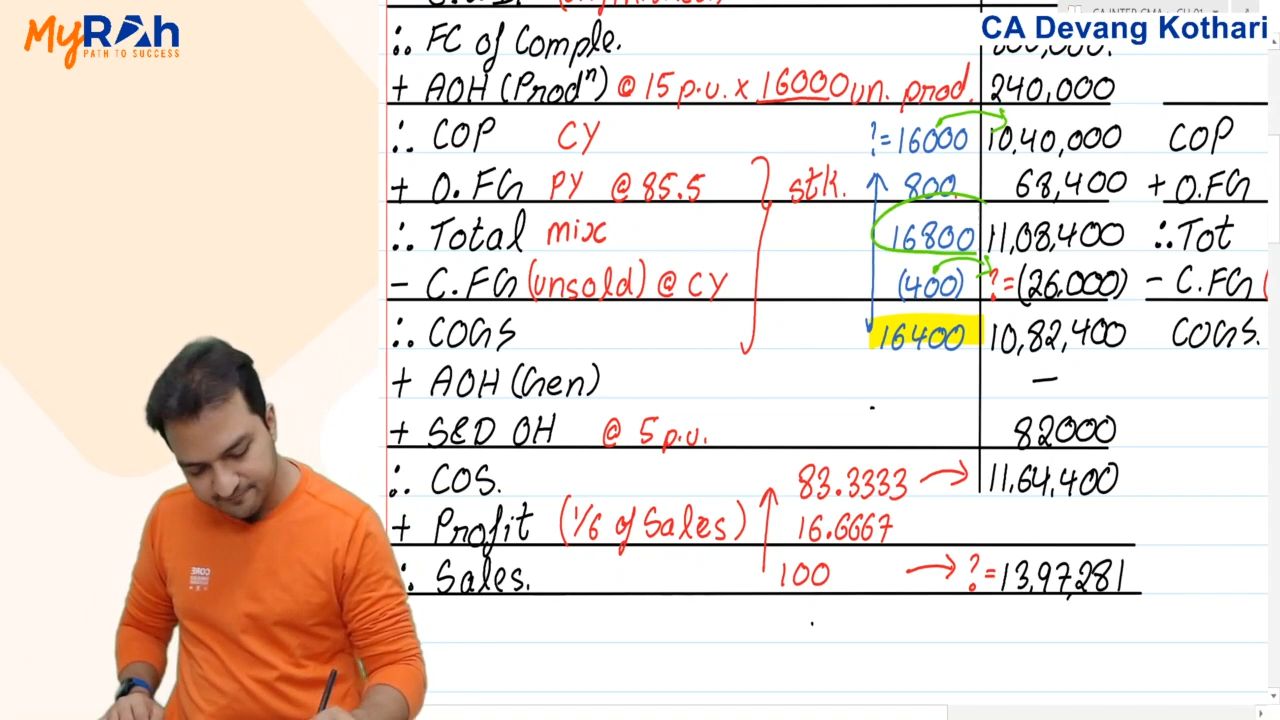 MyRAh
PATH TO SUCCESS
CA Devang Kothari
∴ FC of Comple.
+ AOH (Prodⁿ) @ 15 p.u. x 16000 un. prod. 240,000
∴ COP CY ?=16000 10,40,000 COP
+ O.FG PY @ 85.5 stk. 800 68,400 + O.FG
∴ Total mix 16800 11,08,400 ∴ Tot
- C.FG (unsold) @ CY (400) ?= (26,000) - C.FG (
∴ COGS 16400 10,82,400 COGS.
+ AOH (Gen) —
+ S&D OH @ 5 p.u. 82000
∴ COS. 83.3333 → 11,64,400
+ Profit (1/6 of Sales) 16.6667
∴ Sales. 100 → ?= 13,97,281